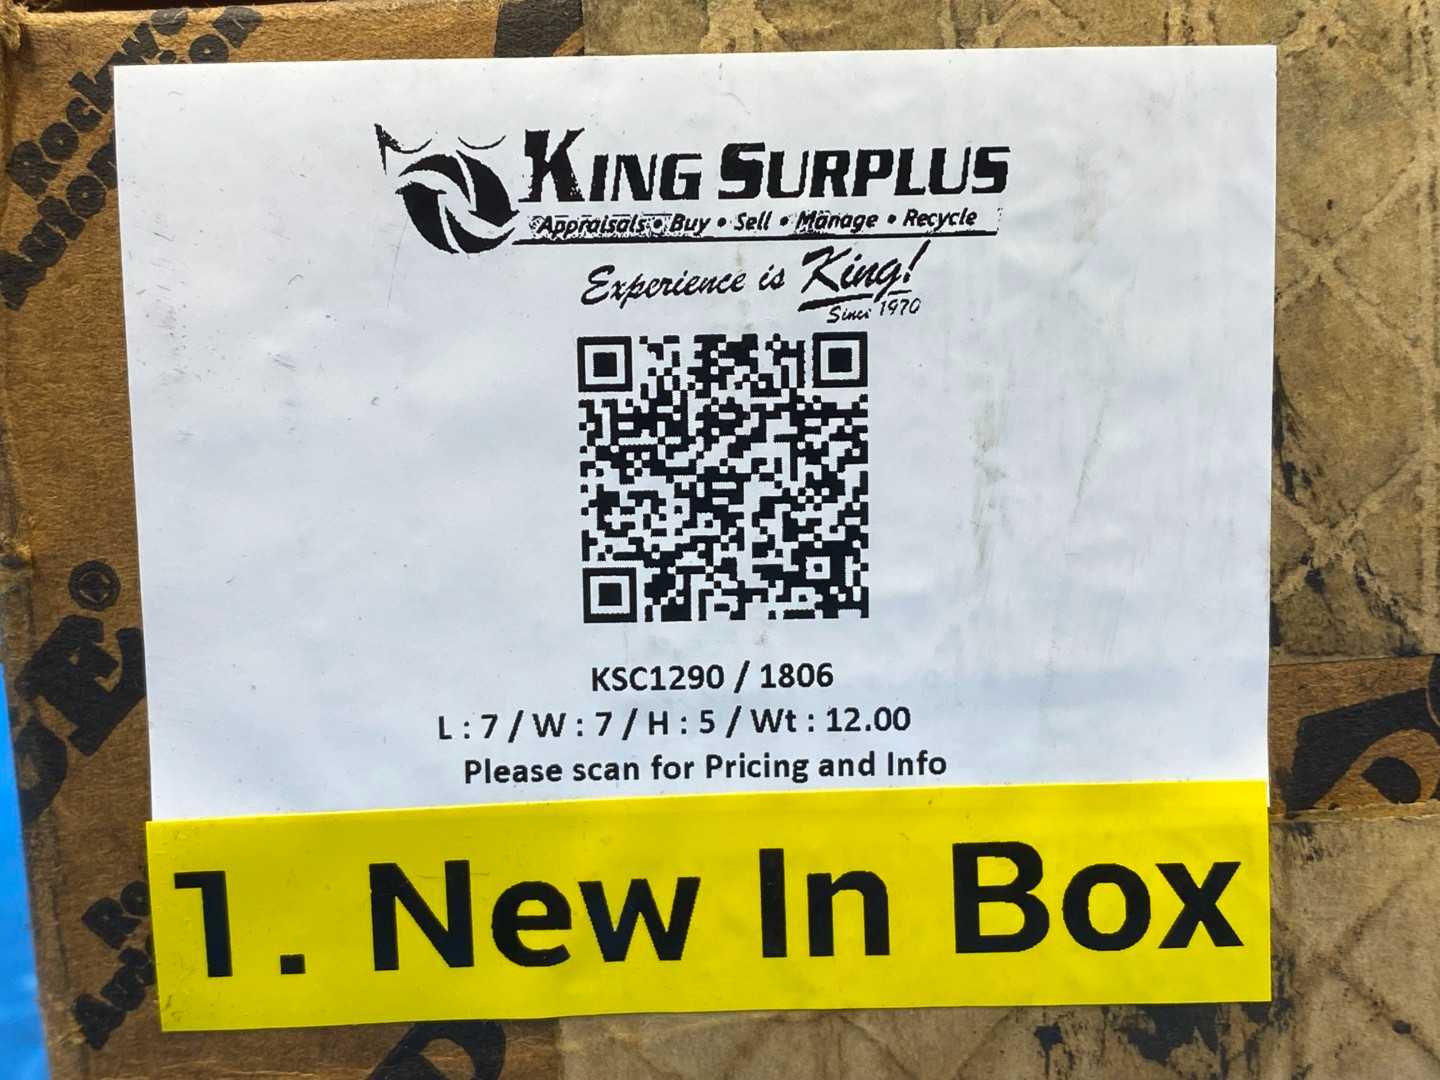 KING SURPLUS
Appraisals • Buy • Sell • Manage • Recycle
Experience is King!
Since 1970
KSC1290 / 1806
L : 7 / W : 7 / H : 5 / Wt : 12.00
Please scan for Pricing and Info
1. New In Box